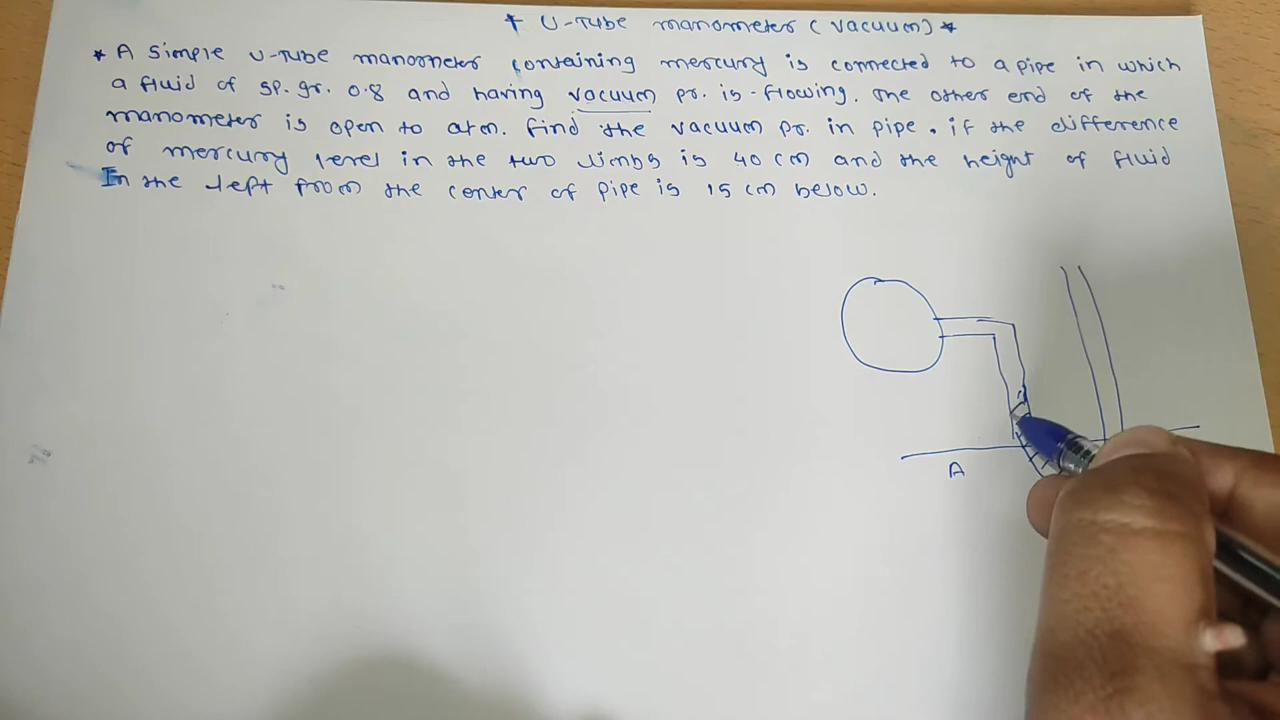 * U-Tube manometer (vacuum) *
* A simple U-Tube manometer containing mercury is connected to a pipe in which
a fluid of sp. gr. 0.8 and having vacuum pr. is flowing. The other end of the
manometer is open to atm. find the vacuum pr. in pipe. if the difference
of mercury level in the two limbs is 40 cm and the height of fluid
In the left from the center of pipe is 15 cm below.
A